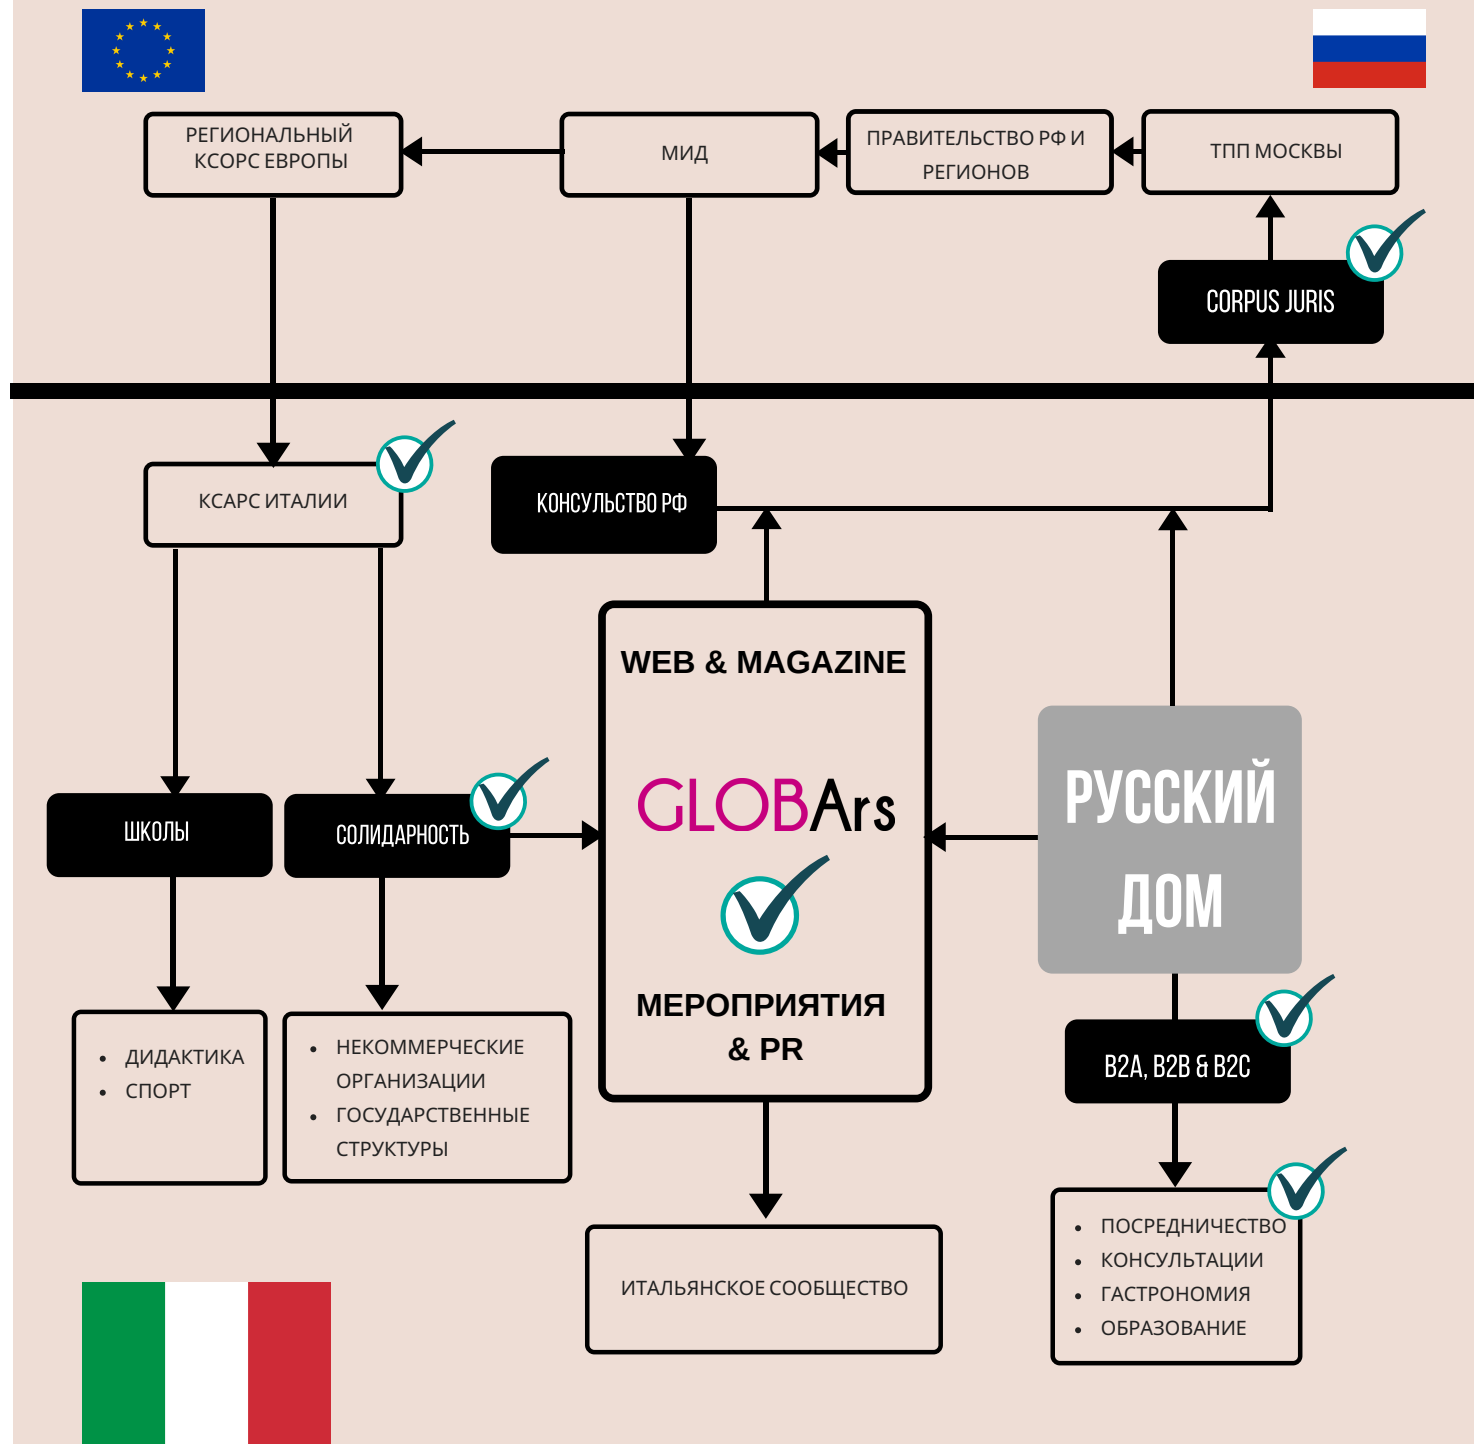 РЕГИОНАЛЬНЫЙ
КСОРС ЕВРОПЫ
МИД
ПРАВИТЕЛЬСТВО РФ И
РЕГИОНОВ
ТПП МОСКВЫ
CORPUS JURIS
КСАРС ИТАЛИИ
КОНСУЛЬСТВО РФ
WEB & MAGAZINE
GLOBArs
МЕРОПРИЯТИЯ
& PR
РУССКИЙ
ДОМ
ШКОЛЫ
СОЛИДАРНОСТЬ
• ДИДАКТИКА
• СПОРТ
• НЕКОММЕРЧЕСКИЕ
ОРГАНИЗАЦИИ
• ГОСУДАРСТВЕННЫЕ
СТРУКТУРЫ
B2A, B2B & B2C
ИТАЛЬЯНСКОЕ СООБЩЕСТВО
• ПОСРЕДНИЧЕСТВО
• КОНСУЛЬТАЦИИ
• ГАСТРОНОМИЯ
• ОБРАЗОВАНИЕ